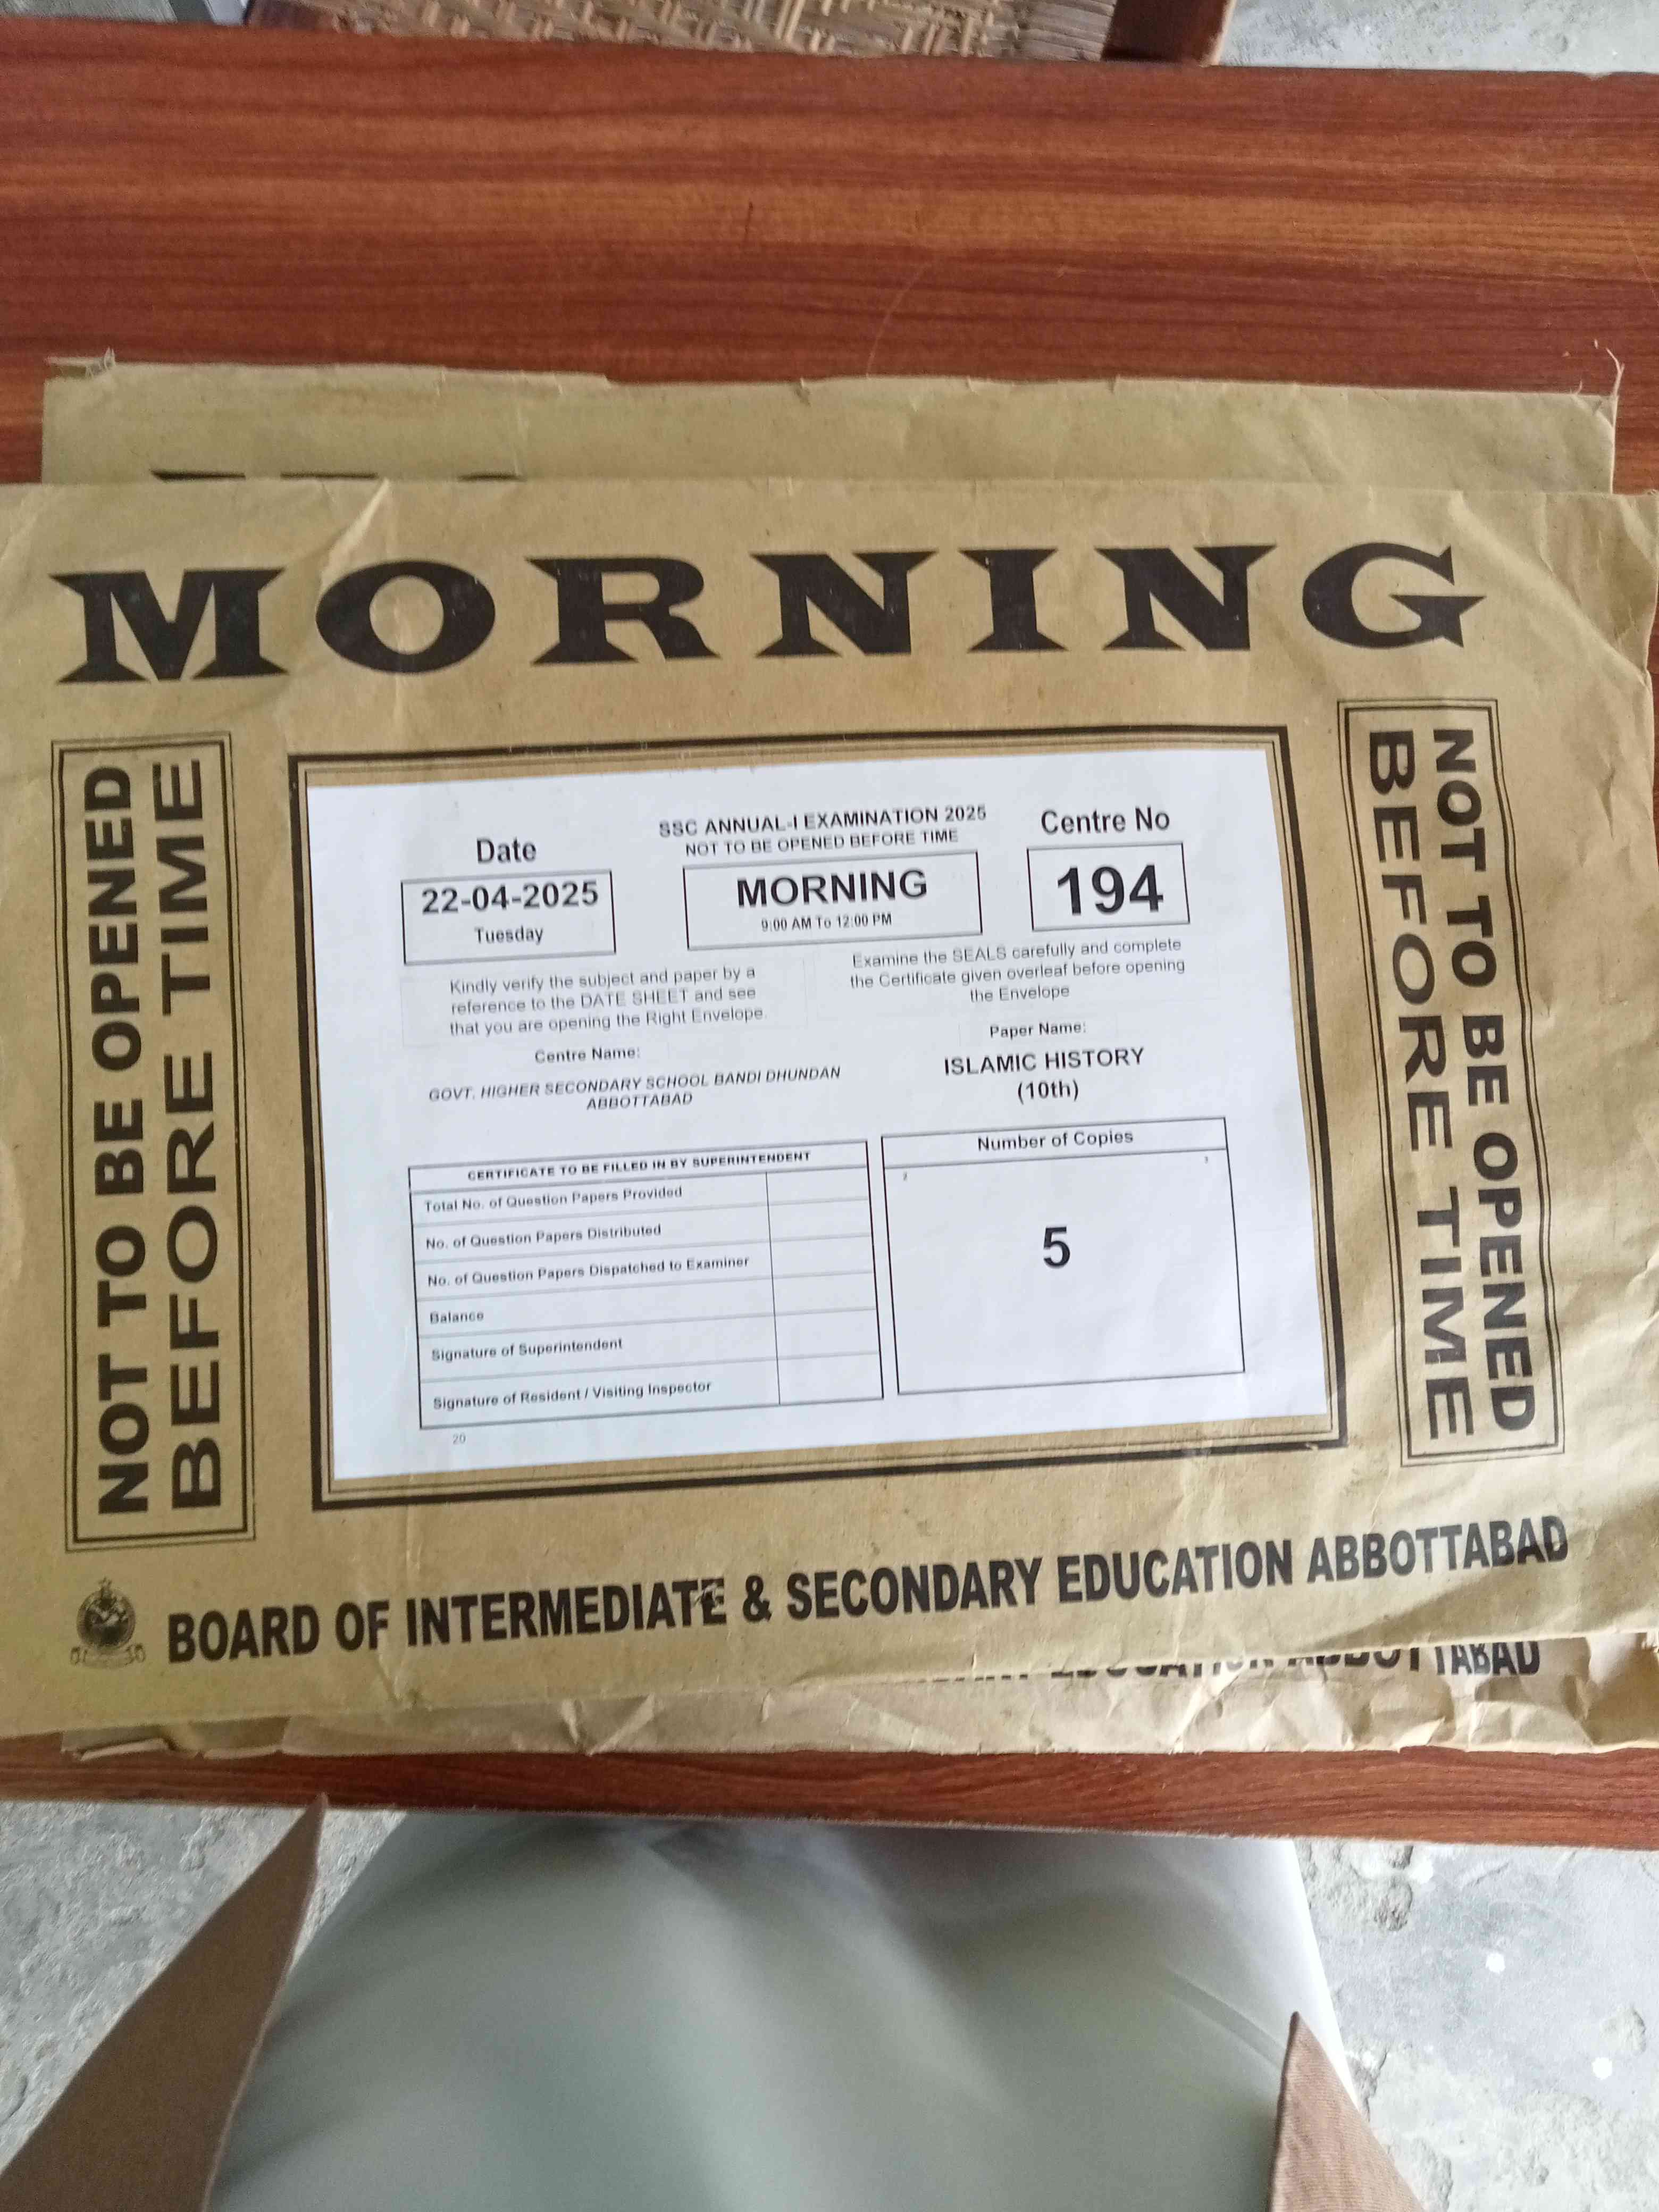 MORNING
NOT TO BE OPENED
BEFORE TIME
SSC ANNUAL-I EXAMINATION 2025
NOT TO BE OPENED BEFORE TIME
Date
22-04-2025
Tuesday
MORNING
9:00 AM To 12:00 PM
Centre No
194
Kindly verify the subject and paper by a
reference to the DATE SHEET and see
that you are opening the Right Envelope.
Examine the SEALS carefully and complete
the Certificate given overleaf before opening
the Envelope
Centre Name:
GOVT. HIGHER SECONDARY SCHOOL BANDI DHUNDAN
ABBOTTABAD
Paper Name:
ISLAMIC HISTORY
(10th)
CERTIFICATE TO BE FILLED IN BY SUPERINTENDENT
Total No. of Question Papers Provided
No. of Question Papers Distributed
No. of Question Papers Dispatched to Examiner
Balance
Signature of Superintendent
Signature of Resident / Visiting Inspector
Number of Copies
5
20
NOT TO BE OPENED
BEFORE TIME
BOARD OF INTERMEDIATE & SECONDARY EDUCATION ABBOTTABAD
EDUCATION ABBOTTABAD